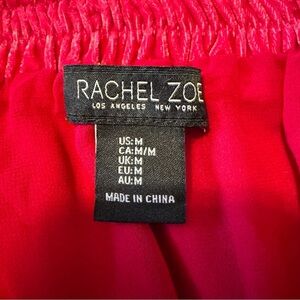 RACHEL ZOE
LOS ANGELES NEW YORK
US:M
CA:M/M
UK:M
EU:M
AU:M
MADE IN CHINA